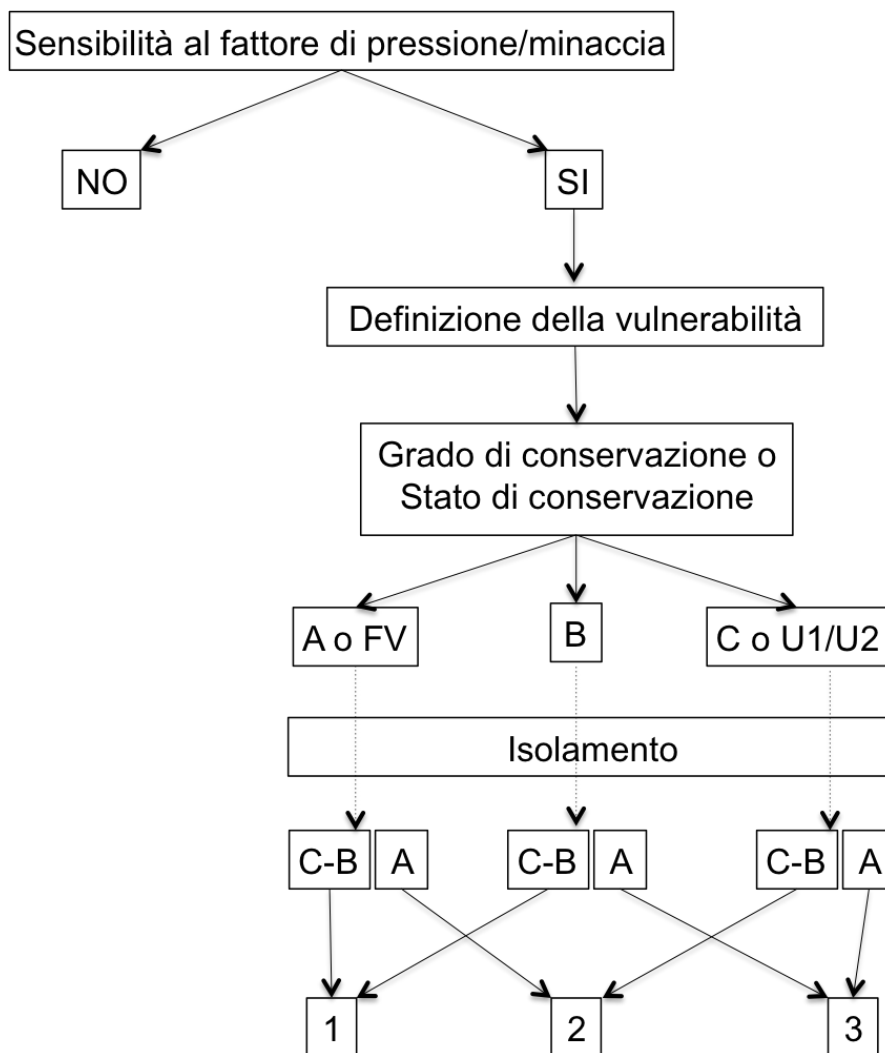 Sensibilità al fattore di pressione/minaccia
NO
SI
Definizione della vulnerabilità
Grado di conservazione o
Stato di conservazione
A o FV
B
C o U1/U2
Isolamento
C-B
A
C-B
A
C-B
A
1
2
3